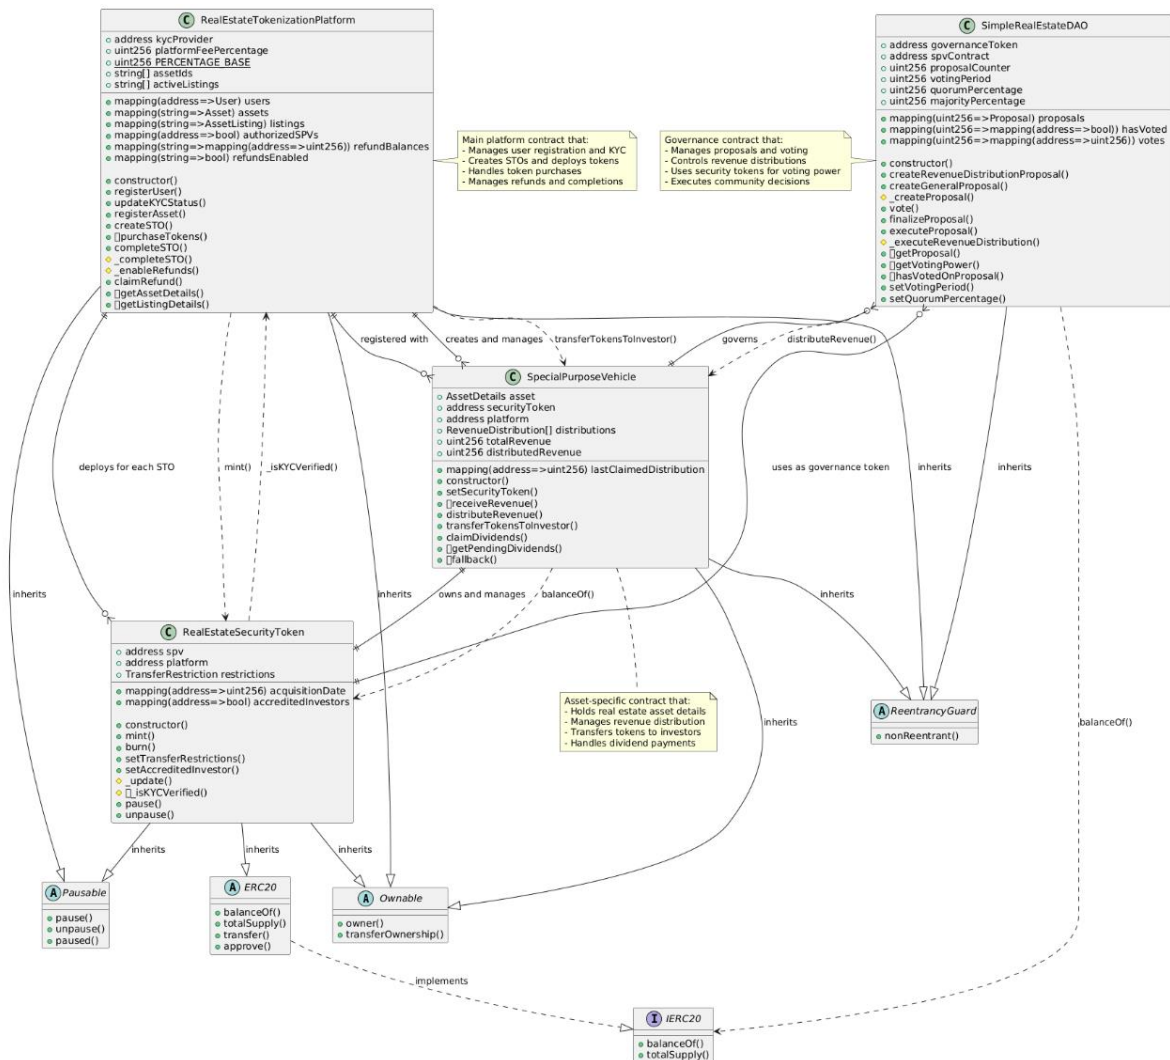 C RealEstateTokenizationPlatform
address kycProvider
uint256 platformFeePercentage
uint256 PERCENTAGE_BASE
string[] assetIds
string[] activeListings
mapping(address=>User) users
mapping(string=>Asset) assets
mapping(string=>AssetListing) listings
mapping(address=>bool) authorizedSPVs
mapping(string=>mapping(address=>uint256)) refundBalances
mapping(string=>bool) refundsEnabled
constructor()
registerUser()
updateKYCStatus()
registerAsset()
createSTO()
purchaseTokens()
completeSTO()
_completeSTO()
_enableRefunds()
claimRefund()
getAssetDetails()
getListingDetails()
Main platform contract that:
- Manages user registration and KYC
- Creates STOs and deploys tokens
- Handles token purchases
- Manages refunds and completions
Governance contract that:
- Manages proposals and voting
- Controls revenue distributions
- Uses security tokens for voting power
- Executes community decisions
C SimpleRealEstateDAO
address governanceToken
address spvContract
uint256 proposalCounter
uint256 votingPeriod
uint256 quorumPercentage
uint256 majorityPercentage
mapping(uint256=>Proposal) proposals
mapping(uint256=>mapping(address=>bool)) hasVoted
mapping(uint256=>mapping(address=>uint256)) votes
constructor()
createRevenueDistributionProposal()
createGeneralProposal()
_createProposal()
vote()
finalizeProposal()
executeProposal()
_executeRevenueDistribution()
getProposal()
getVotingPower()
hasVotedOnProposal()
setVotingPeriod()
setQuorumPercentage()
registered with
creates and manages
transferTokensToInvestor()
governs
distributeRevenue()
C SpecialPurposeVehicle
AssetDetails asset
address securityToken
address platform
RevenueDistribution[] distributions
uint256 totalRevenue
uint256 distributedRevenue
mapping(address=>uint256) lastClaimedDistribution
constructor()
setSecurityToken()
receiveRevenue()
distributeRevenue()
transferTokensToInvestor()
claimDividends()
getPendingDividends()
fallback()
deploys for each STO
mint()
_isKYCVerified()
uses as governance token
inherits
inherits
inherits
inherits
owns and manages
balanceOf()
inherits
C RealEstateSecurityToken
address spv
address platform
TransferRestriction restrictions
mapping(address=>uint256) acquisitionDate
mapping(address=>bool) accreditedInvestors
constructor()
mint()
burn()
setTransferRestrictions()
setAccreditedInvestor()
_update()
_isKYCVerified()
pause()
unpause()
Asset-specific contract that:
- Holds real estate asset details
- Manages revenue distribution
- Transfers tokens to investors
- Handles dividend payments
inherits
A ReentrancyGuard
nonReentrant()
balanceOf()
inherits
inherits
inherits
A Pausable
pause()
unpause()
paused()
A ERC20
balanceOf()
totalSupply()
transfer()
approve()
A Ownable
owner()
transferOwnership()
implements
I IERC20
balanceOf()
totalSupply()